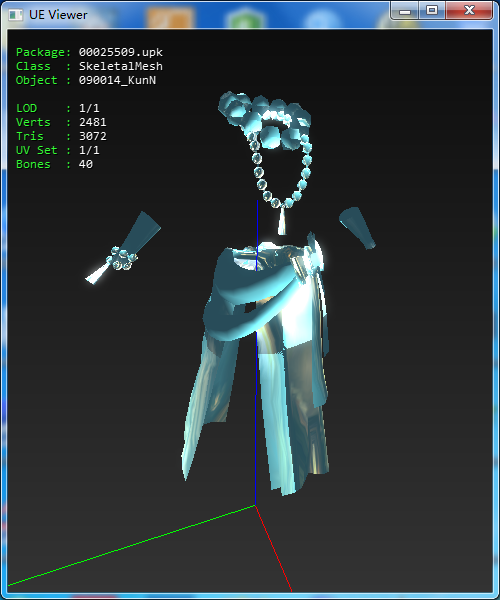 UE Viewer
Package: 00025509.upk
Class  : SkeletalMesh
Object : 090014_KunN
LOD    : 1/1
Verts  : 2481
Tris   : 3072
UV Set : 1/1
Bones  : 40